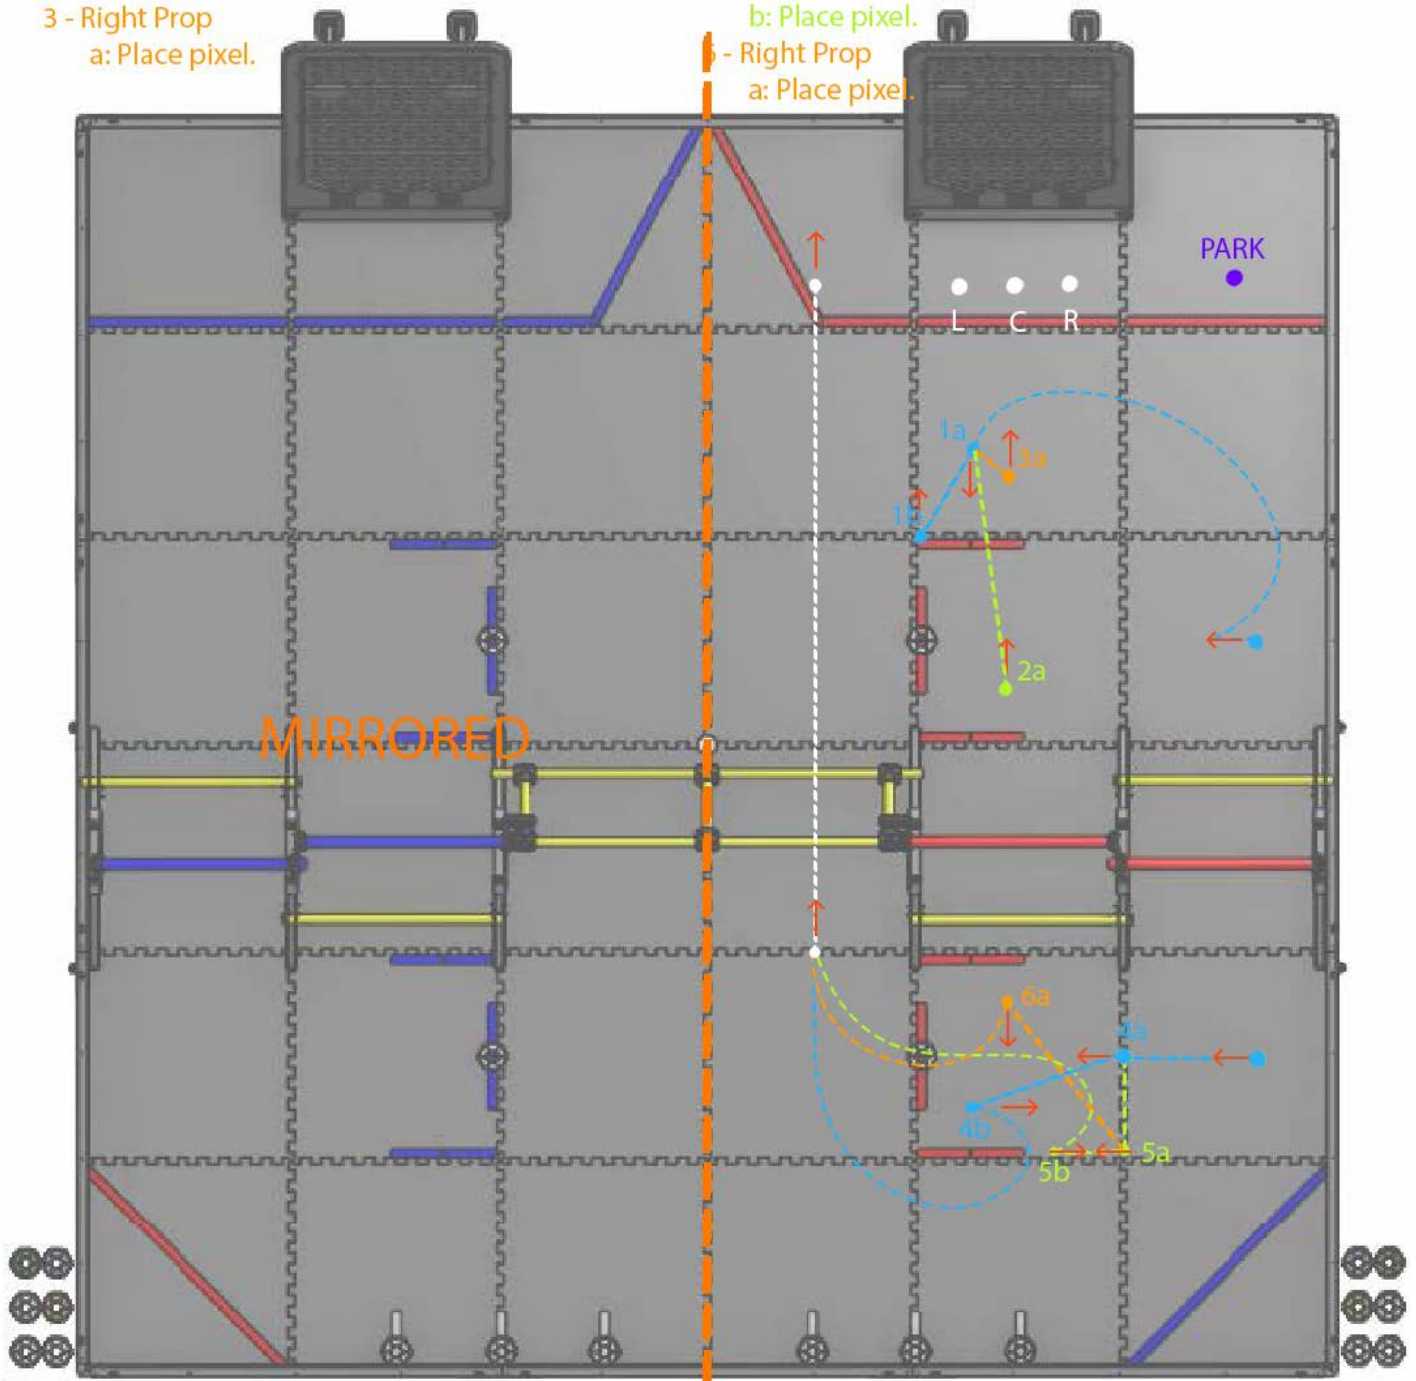 3 - Right Prop
a: Place pixel.
b: Place pixel.
- Right Prop
a: Place pixel.
PARK
L C R
1a
3a
1b
2a
MIRRORED
6a
4a
4b
5a
5b